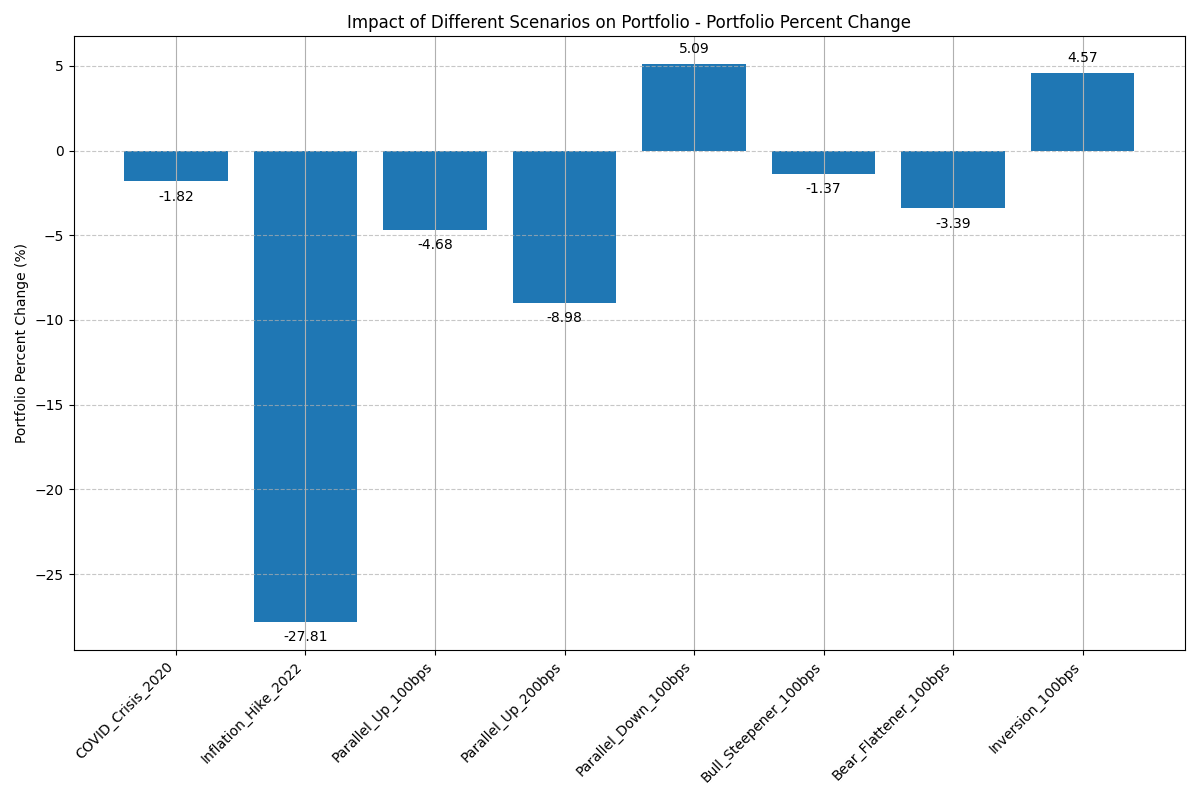 Impact of Different Scenarios on Portfolio - Portfolio Percent Change
Portfolio Percent Change (%)
5
0
−5
−10
−15
−20
−25
-1.82
-27.81
-4.68
-8.98
5.09
-1.37
-3.39
4.57
COVID_Crisis_2020
Inflation_Hike_2022
Parallel_Up_100bps
Parallel_Up_200bps
Parallel_Down_100bps
Bull_Steepener_100bps
Bear_Flattener_100bps
Inversion_100bps